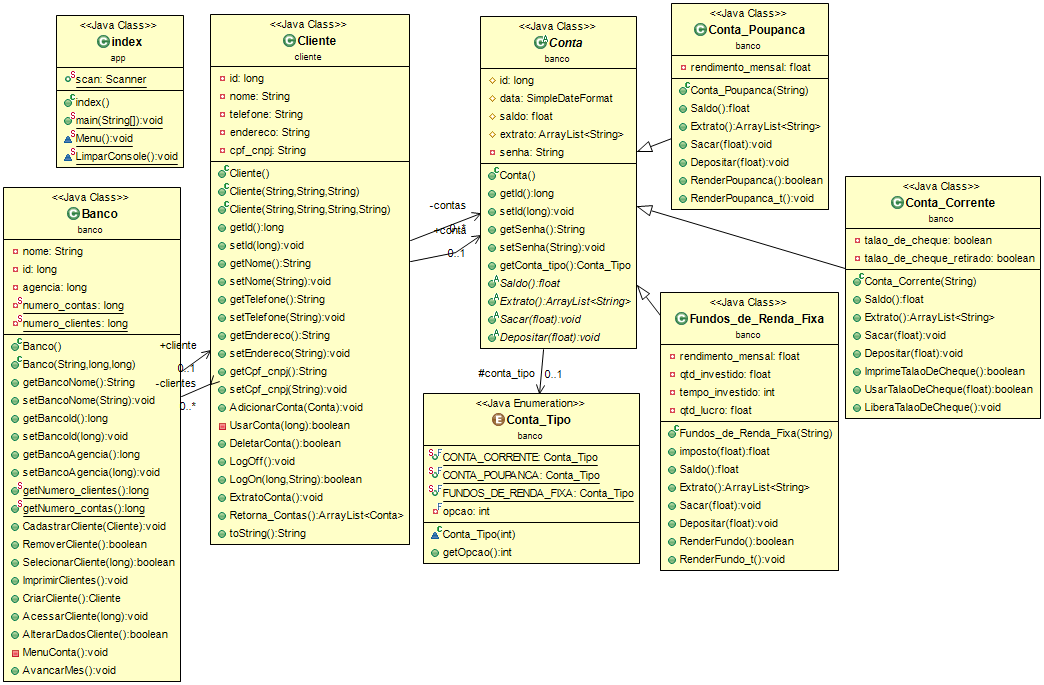 <<Java Class>>
index
app
scan: Scanner
index()
main(String[]):void
Menu():void
LimparConsole():void
<<Java Class>>
Banco
banco
nome: String
id: long
agencia: long
numero_contas: long
numero_clientes: long
Banco()
Banco(String,long,long)
getBancoNome():String
setBancoNome(String):void
getBancoId():long
setBancoId(long):void
getBancoAgencia():long
setBancoAgencia(long):void
getNumero_clientes():long
getNumero_contas():long
CadastrarCliente(Cliente):void
RemoverCliente():boolean
SelecionarCliente(long):boolean
ImprimirClientes():void
CriarCliente():Cliente
AcessarCliente(long):void
AlterarDadosCliente():boolean
MenuConta():void
AvancarMes():void
+cliente
0..1
-clientes
0..*
<<Java Class>>
Cliente
cliente
id: long
nome: String
telefone: String
endereco: String
cpf_cnpj: String
Cliente()
Cliente(String,String,String)
Cliente(String,String,String,String)
getId():long
setId(long):void
getNome():String
setNome(String):void
getTelefone():String
setTelefone(String):void
getEndereco():String
setEndereco(String):void
getCpf_cnpj():String
setCpf_cnpj(String):void
AdicionarConta(Conta):void
UsarConta(long):boolean
DeletarConta():boolean
LogOff():void
LogOn(long,String):boolean
ExtratoConta():void
Retorna_Contas():ArrayList<Conta>
toString():String
-contas
0..*
+conta
0..1
<<Java Class>>
Conta
banco
id: long
data: SimpleDateFormat
saldo: float
extrato: ArrayList<String>
senha: String
Conta()
getId():long
setId(long):void
getSenha():String
setSenha(String):void
getConta_tipo():Conta_Tipo
Saldo():float
Extrato():ArrayList<String>
Sacar(float):void
Depositar(float):void
#conta_tipo
0..1
<<Java Enumeration>>
Conta_Tipo
banco
CONTA_CORRENTE: Conta_Tipo
CONTA_POUPANCA: Conta_Tipo
FUNDOS_DE_RENDA_FIXA: Conta_Tipo
opcao: int
Conta_Tipo(int)
getOpcao():int
<<Java Class>>
Conta_Poupanca
banco
rendimento_mensal: float
Conta_Poupanca(String)
Saldo():float
Extrato():ArrayList<String>
Sacar(float):void
Depositar(float):void
RenderPoupanca():boolean
RenderPoupanca_t():void
<<Java Class>>
Conta_Corrente
banco
talao_de_cheque: boolean
talao_de_cheque_retirado: boolean
Conta_Corrente(String)
Saldo():float
Extrato():ArrayList<String>
Sacar(float):void
Depositar(float):void
ImprimeTalaoDeCheque():boolean
UsarTalaoDeCheque(float):boolean
LiberaTalaoDeCheque():void
<<Java Class>>
Fundos_de_Renda_Fixa
banco
rendimento_mensal: float
qtd_investido: float
tempo_investido: int
qtd_lucro: float
Fundos_de_Renda_Fixa(String)
imposto(float):float
Saldo():float
Extrato():ArrayList<String>
Sacar(float):void
Depositar(float):void
RenderFundo():boolean
RenderFundo_t():void